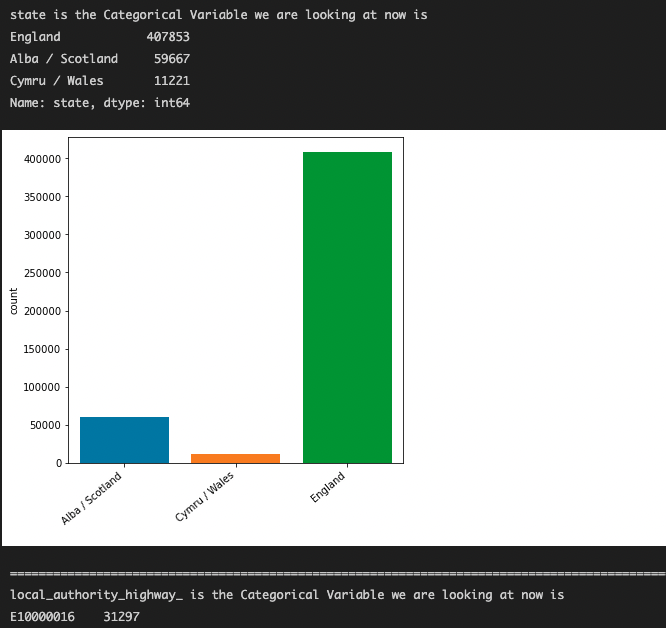 state is the Categorical Variable we are looking at now is
England 407853
Alba / Scotland 59667
Cymru / Wales 11221
Name: state, dtype: int64
400000
350000
300000
250000
200000
150000
100000
50000
0
count
Alba / Scotland
Cymru / Wales
England
================================================================================
local_authority_highway_ is the Categorical Variable we are looking at now is
E10000016 31297